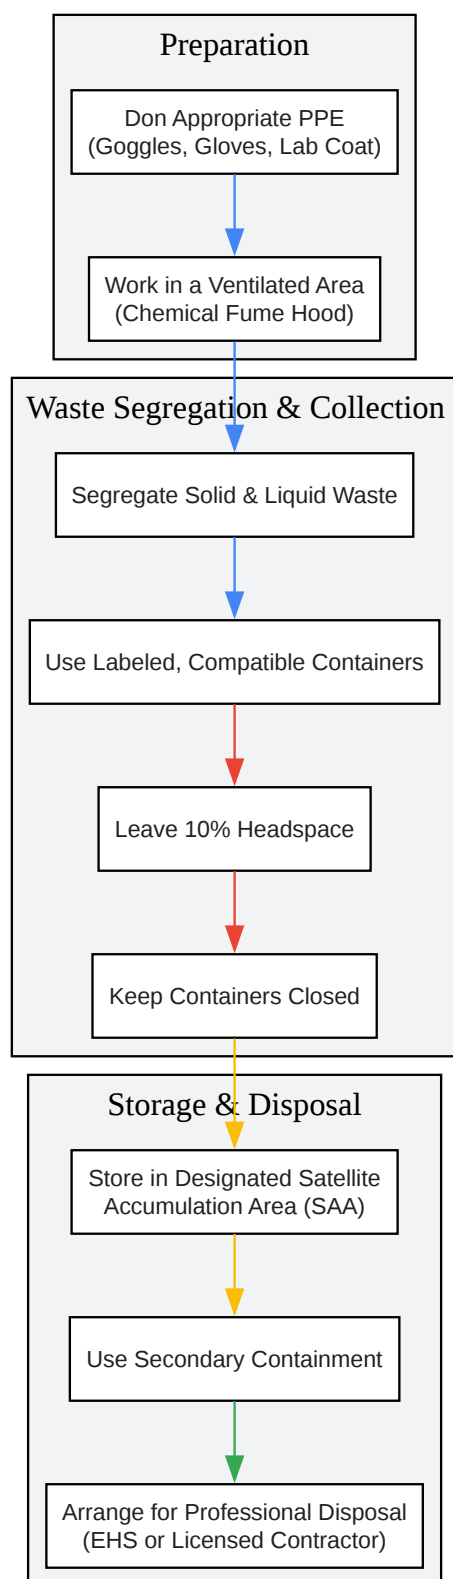 Preparation
Don Appropriate PPE
(Goggles, Gloves, Lab Coat)
Work in a Ventilated Area
(Chemical Fume Hood)
Waste Segregation & Collection
Segregate Solid & Liquid Waste
Use Labeled, Compatible Containers
Leave 10% Headspace
Keep Containers Closed
Storage & Disposal
Store in Designated Satellite
Accumulation Area (SAA)
Use Secondary Containment
Arrange for Professional Disposal
(EHS or Licensed Contractor)